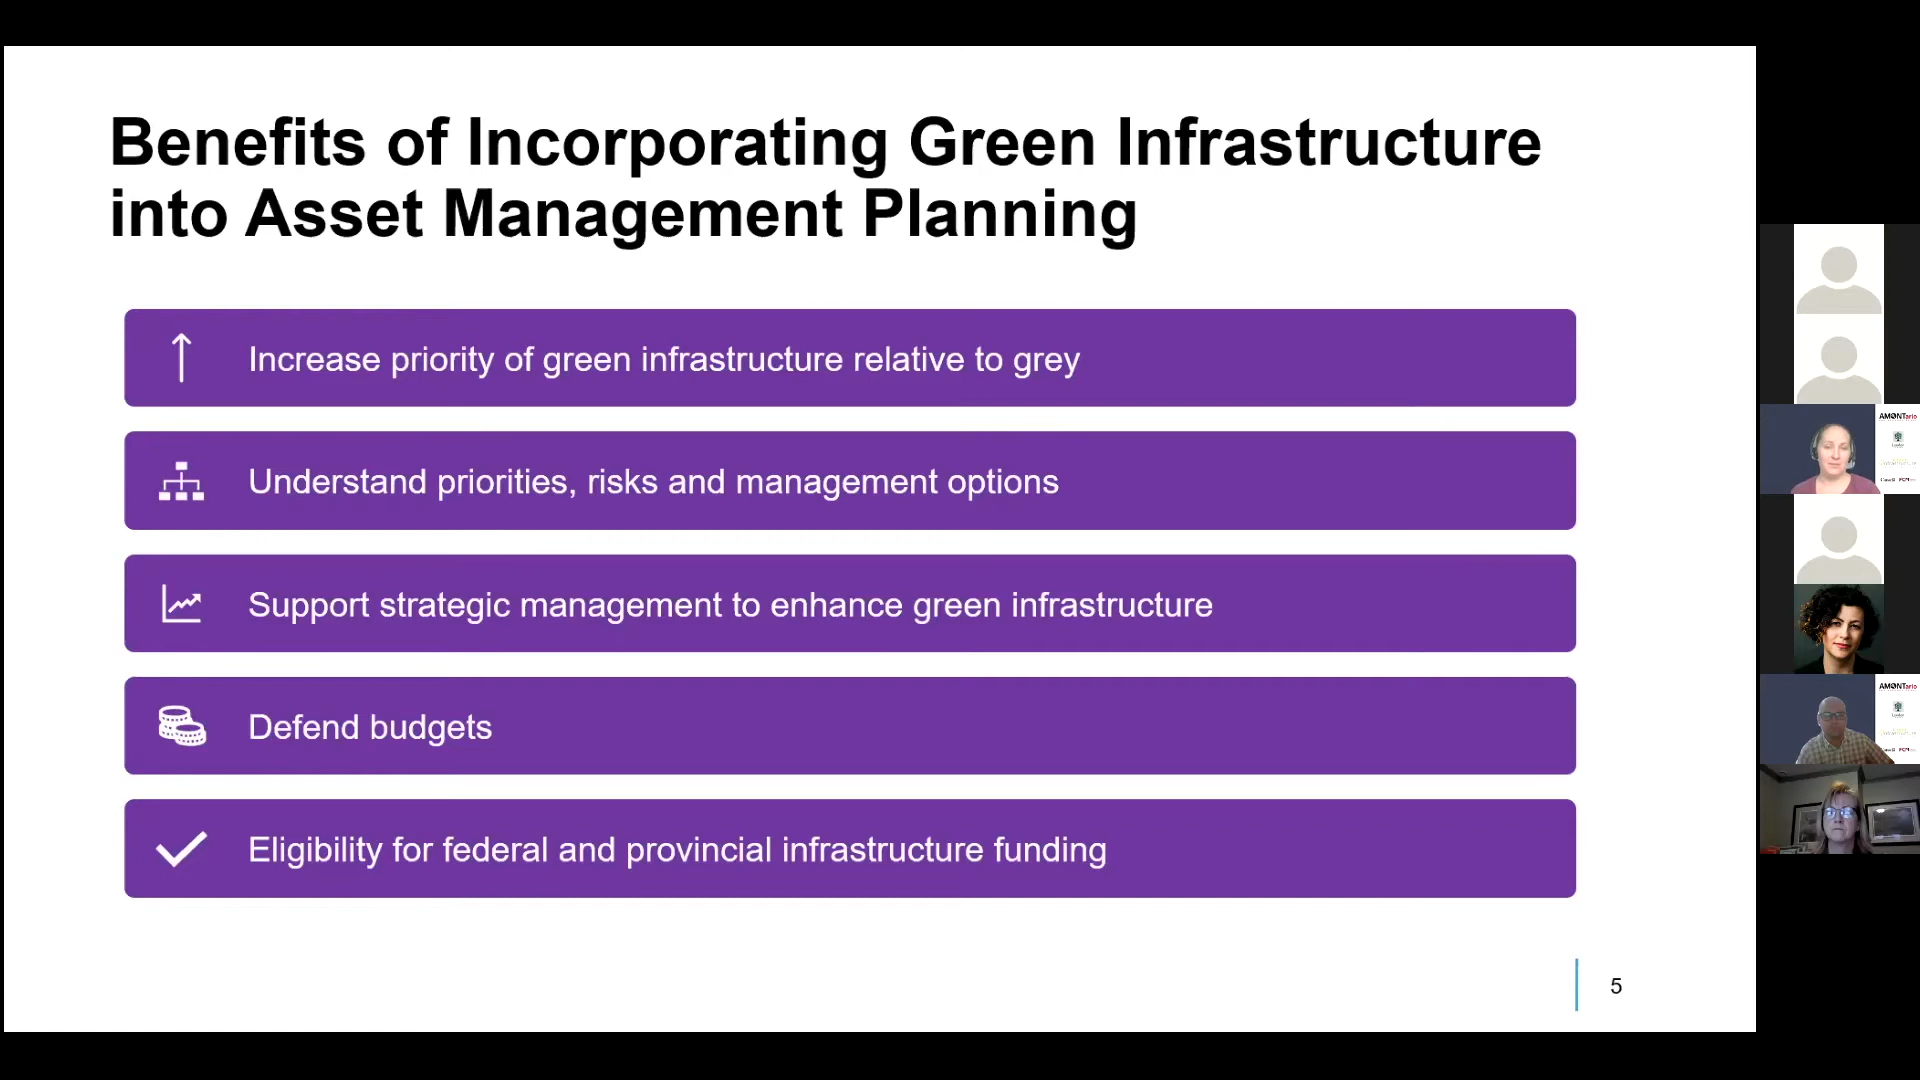 Benefits of Incorporating Green Infrastructure
into Asset Management Planning
Increase priority of green infrastructure relative to grey
Understand priorities, risks and management options
Support strategic management to enhance green infrastructure
Defend budgets
Eligibility for federal and provincial infrastructure funding
5
AMONTario
AMONTario